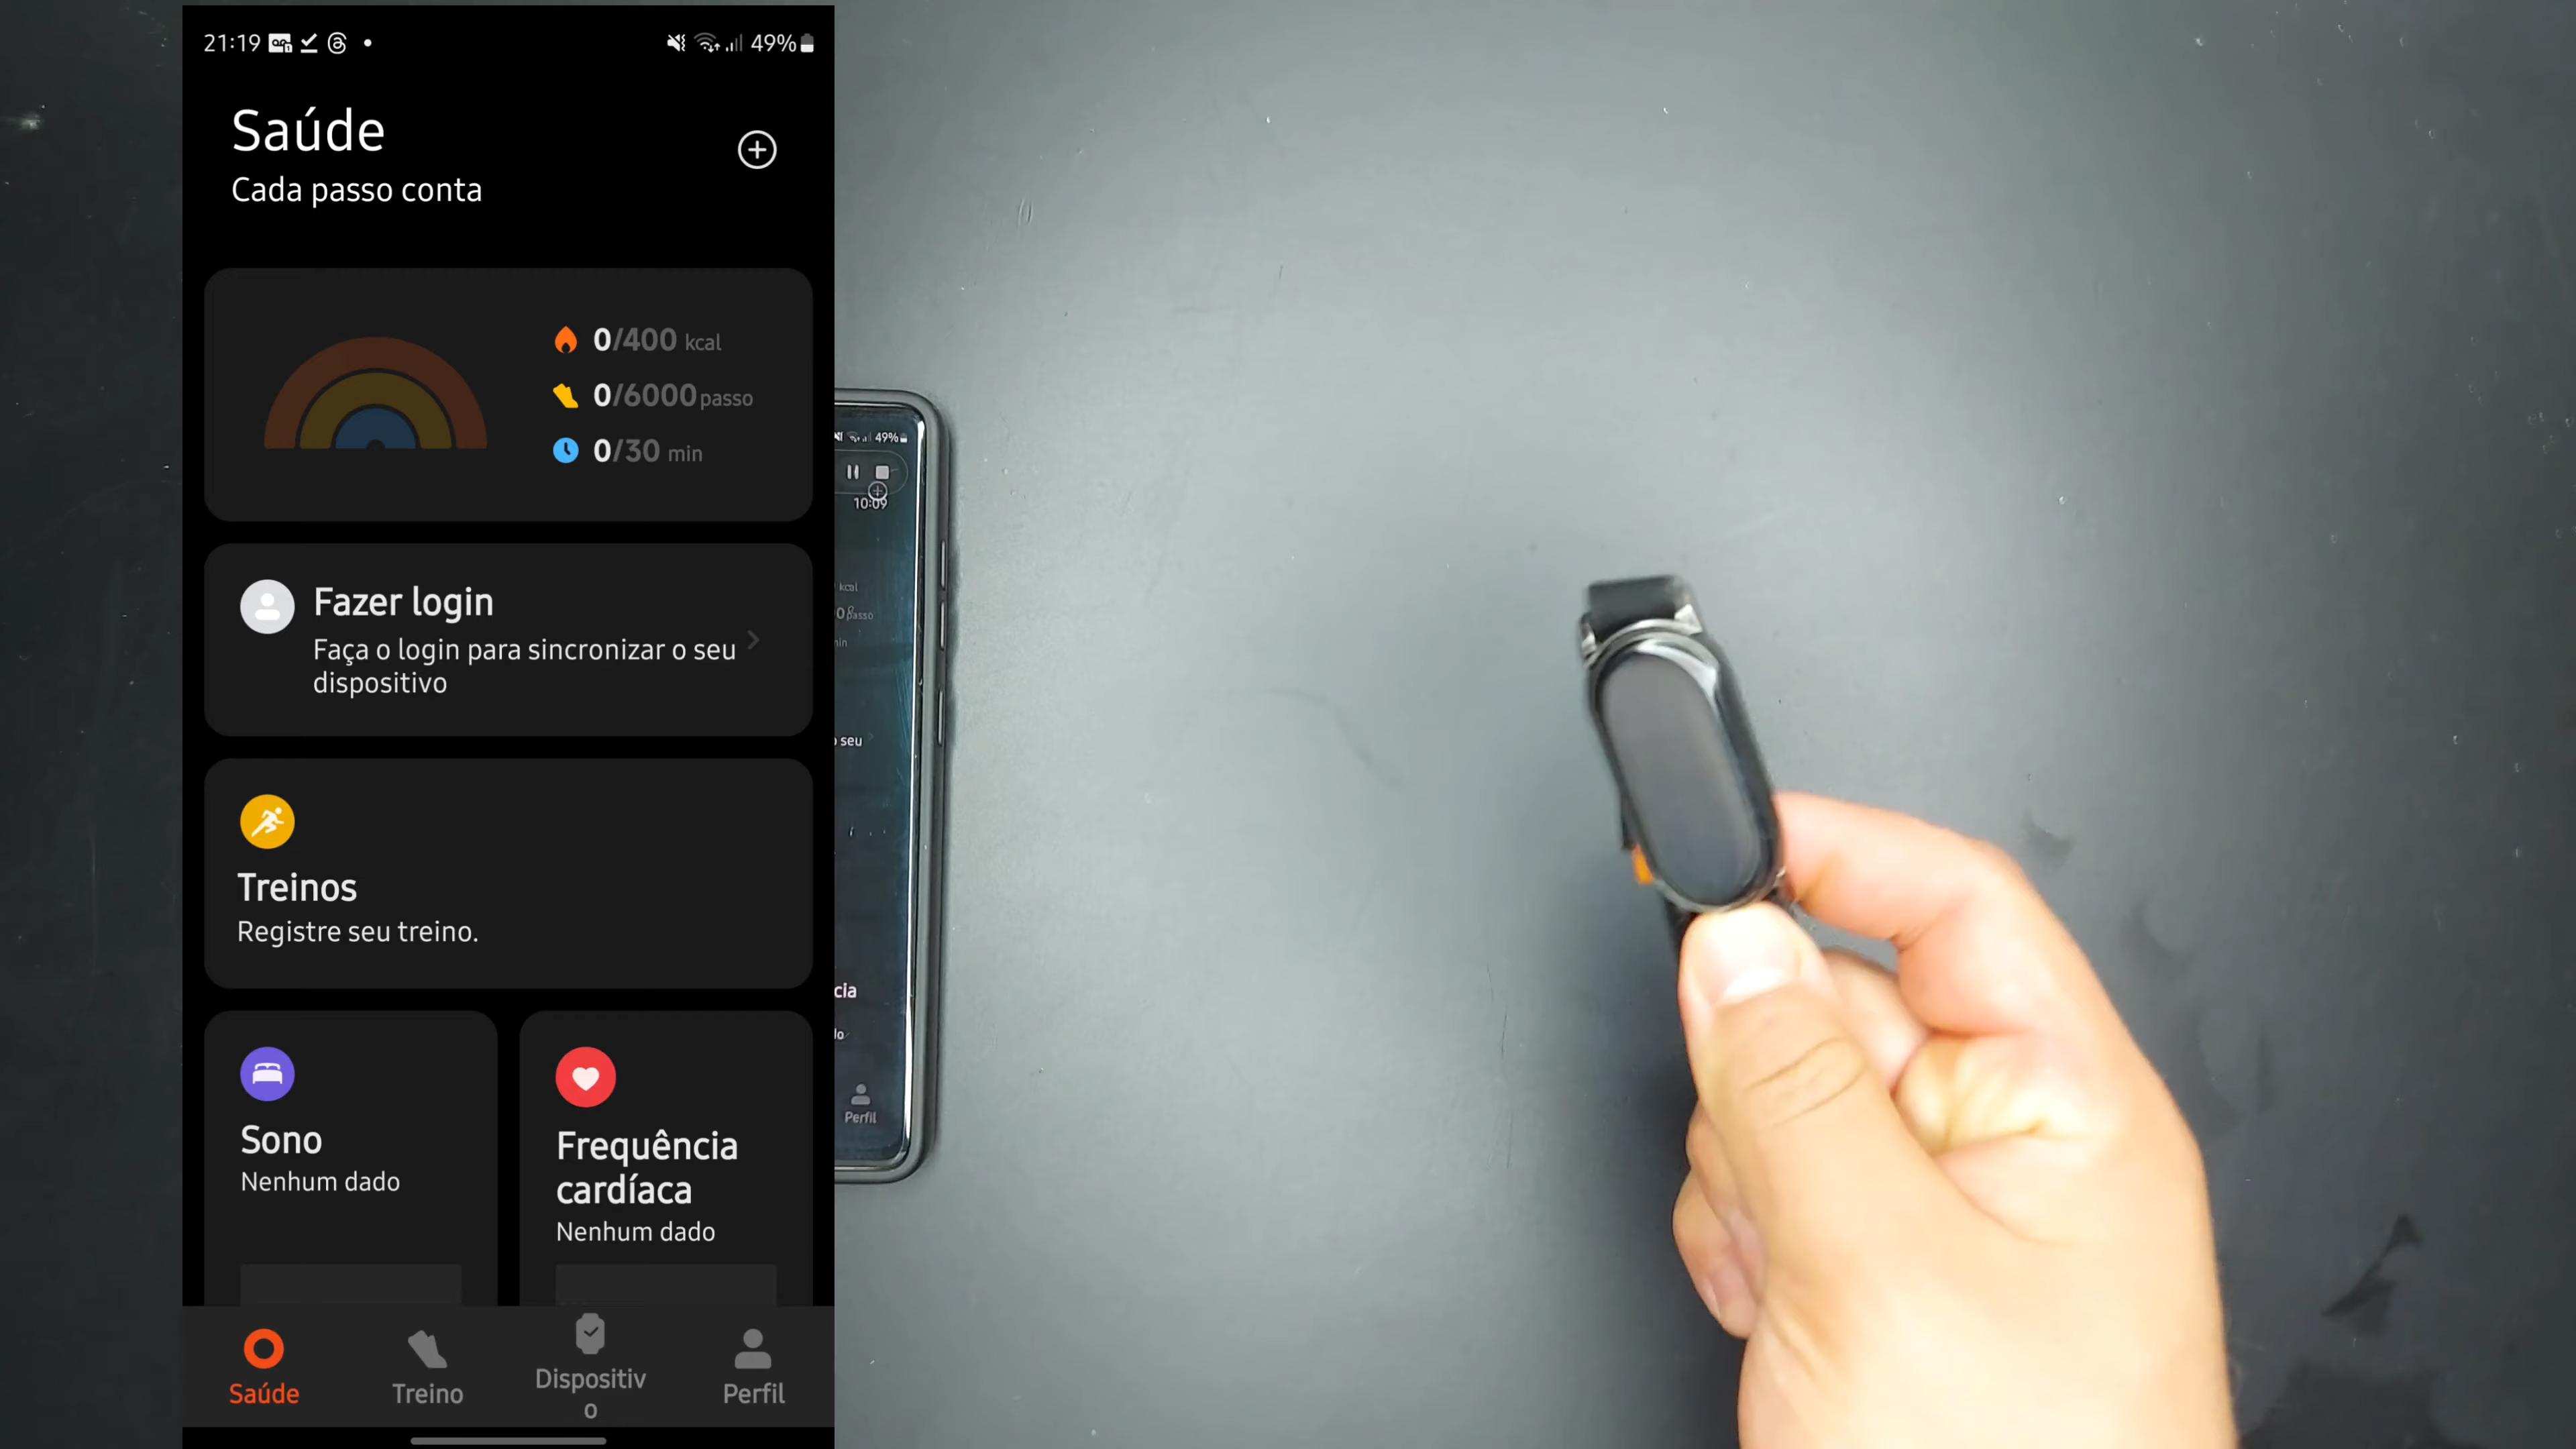 21:19
49%
Saúde
Cada passo conta
0/400 kcal
0/6000 passo
0/30 min
Fazer login
Faça o login para sincronizar o seu
dispositivo
Treinos
Registre seu treino.
Sono
Nenhum dado
Frequência
cardíaca
Nenhum dado
Saúde
Treino
Dispositiv
o
Perfil
49%
10:09
kcal
passo
seu
cia
Perfil